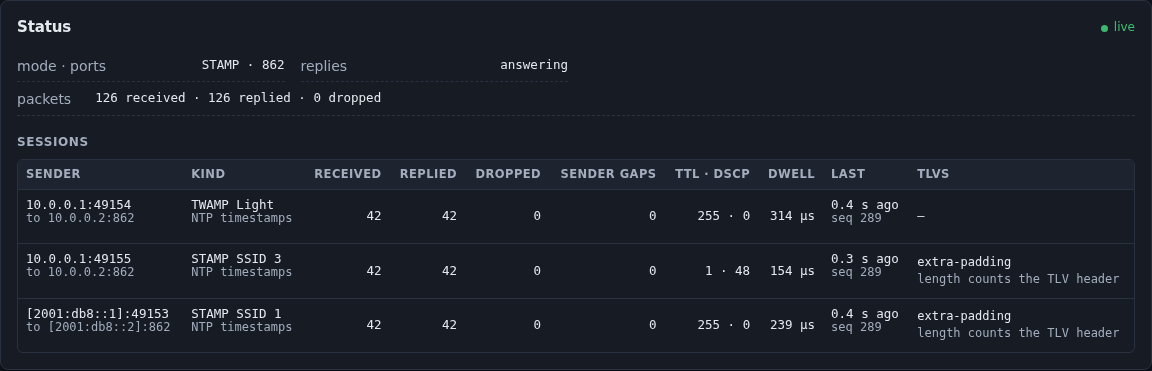 Status
live
mode · ports STAMP · 862 replies answering
packets 126 received · 126 replied · 0 dropped
SESSIONS
SENDER KIND RECEIVED REPLIED DROPPED SENDER GAPS TTL · DSCP DWELL LAST TLVS
10.0.0.1:49154 TWAMP Light 42 42 0 0 255 · 0 314 µs 0.4 s ago –
to 10.0.0.2:862 NTP timestamps seq 289
10.0.0.1:49155 STAMP SSID 3 42 42 0 0 1 · 48 154 µs 0.3 s ago extra-padding
to 10.0.0.2:862 NTP timestamps seq 289 length counts the TLV header
[2001:db8::1]:49153 STAMP SSID 1 42 42 0 0 255 · 0 239 µs 0.4 s ago extra-padding
to [2001:db8::2]:862 NTP timestamps seq 289 length counts the TLV header